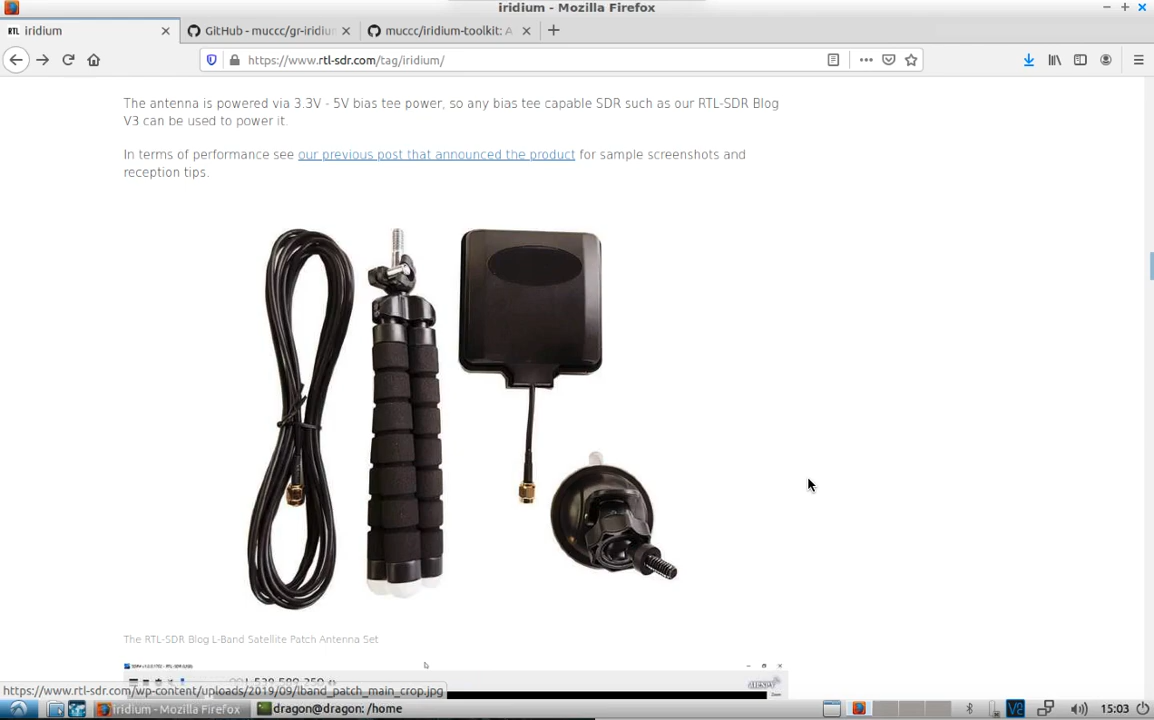 iridium - Mozilla Firefox
RTL iridium
GitHub - muccc/gr-iridiu
muccc/iridium-toolkit: A
https://www.rtl-sdr.com/tag/iridium/
The antenna is powered via 3.3V - 5V bias tee power, so any bias tee capable SDR such as our RTL-SDR Blog
V3 can be used to power it.
In terms of performance see our previous post that announced the product for sample screenshots and
reception tips.
The RTL-SDR Blog L-Band Satellite Patch Antenna Set
https://www.rtl-sdr.com/wp-content/uploads/2019/09/lband_patch_main_crop.jpg
iridium - Mozilla Firefox
dragon@dragon: /home
15:03